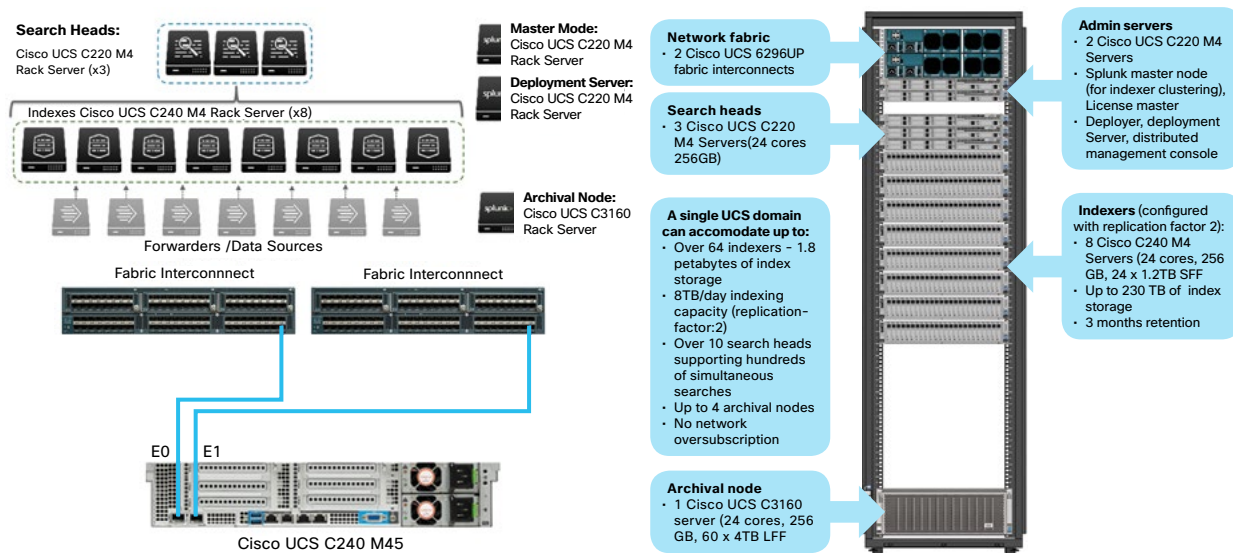 Search Heads:
Cisco UCS C220 M4
Rack Server (x3)
Master Mode:
Cisco UCS C220 M4
Rack Server
splunk
Deployment Server:
Cisco UCS C220 M4
Rack Server
spl
Indexes Cisco UCS C240 M4 Rack Server (x8)
Archival Node:
Cisco UCS C3160
Rack Server
splunk>
Forwarders /Data Sources
Fabric Interconnnect
Fabric Interconnnect
E0
E1
Cisco UCS C240 M45
Network fabric
· 2 Cisco UCS 6296UP
fabric interconnects
Search heads
· 3 Cisco UCS C220
M4 Servers(24 cores
256GB)
A single UCS domain
can accomodate up to:
· Over 64 indexers - 1.8
petabytes of index
storage
· 8TB/day indexing
capacity (replication-
factor:2)
· Over 10 search heads
supporting hundreds
of simultaneous
searches
· Up to 4 archival nodes
· No network
oversubscription
Archival node
· 1 Cisco UCS C3160
server (24 cores, 256
GB, 60 x 4TB LFF
Admin servers
· 2 Cisco UCS C220 M4
Servers
· Splunk master node
(for indexer clustering),
License master
· Deployer, deployment
Server, distributed
management console
Indexers (configured
with replication factor 2):
· 8 Cisco C240 M4
Servers (24 cores, 256
GB, 24 x 1.2TB SFF
· Up to 230 TB of index
storage
· 3 months retention